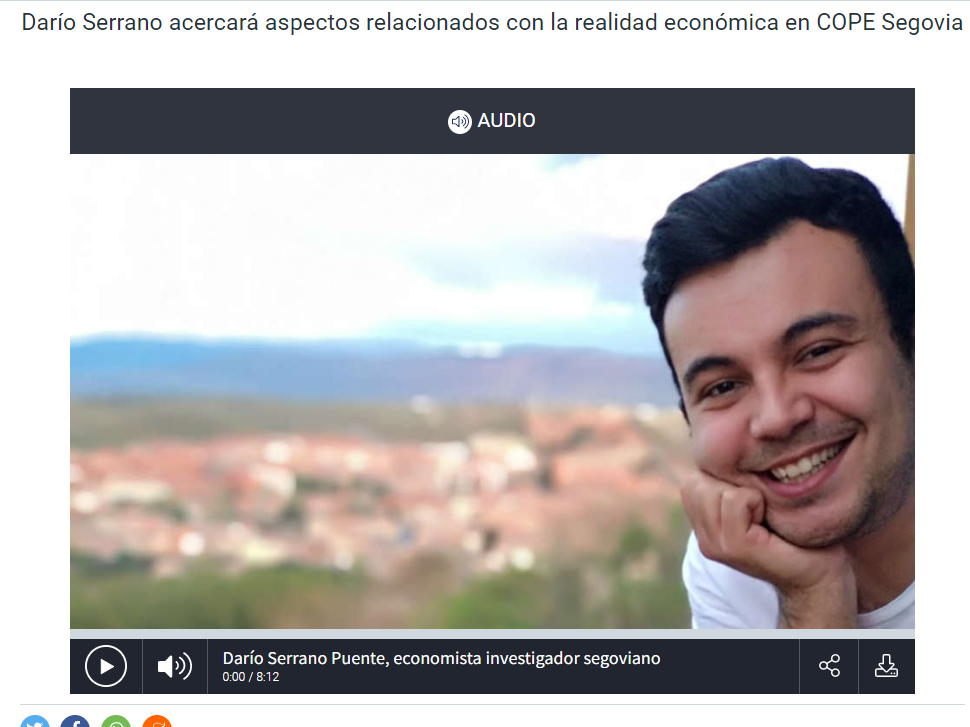 Darío Serrano acercará aspectos relacionados con la realidad económica en COPE Segovia
AUDIO
Darío Serrano Puente, economista investigador segoviano
0:00 / 8:12